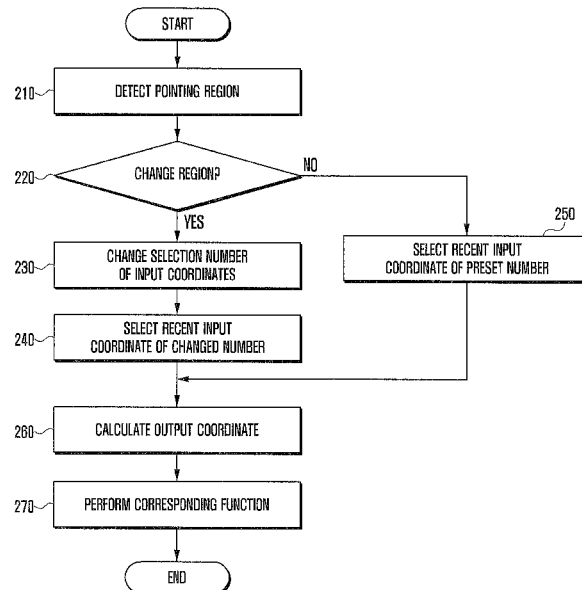 START
210
DETECT POINTING REGION
220
CHANGE REGION?
NO
YES
230
CHANGE SELECTION NUMBER
OF INPUT COORDINATES
250
SELECT RECENT INPUT
COORDINATE OF PRESET NUMBER
240
SELECT RECENT INPUT
COORDINATE OF CHANGED NUMBER
260
CALCULATE OUTPUT COORDINATE
270
PERFORM CORRESPONDING FUNCTION
END